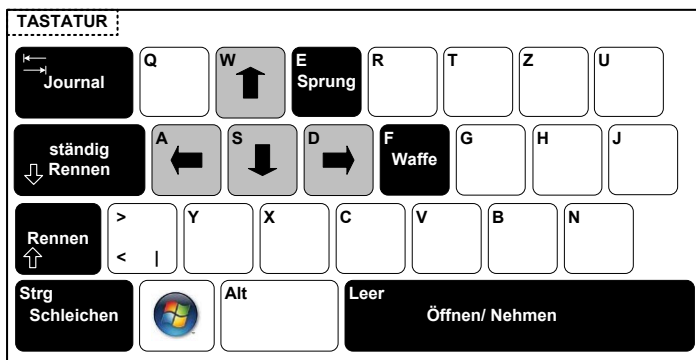 TASTATUR
Journal
Q
W
E
Sprung
R
T
Z
U
ständig
Rennen
A
S
D
F
Waffe
G
H
J
Rennen
>
< |
Y
X
C
V
B
N
Strg
Schleichen
Alt
Leer
Öffnen/ Nehmen